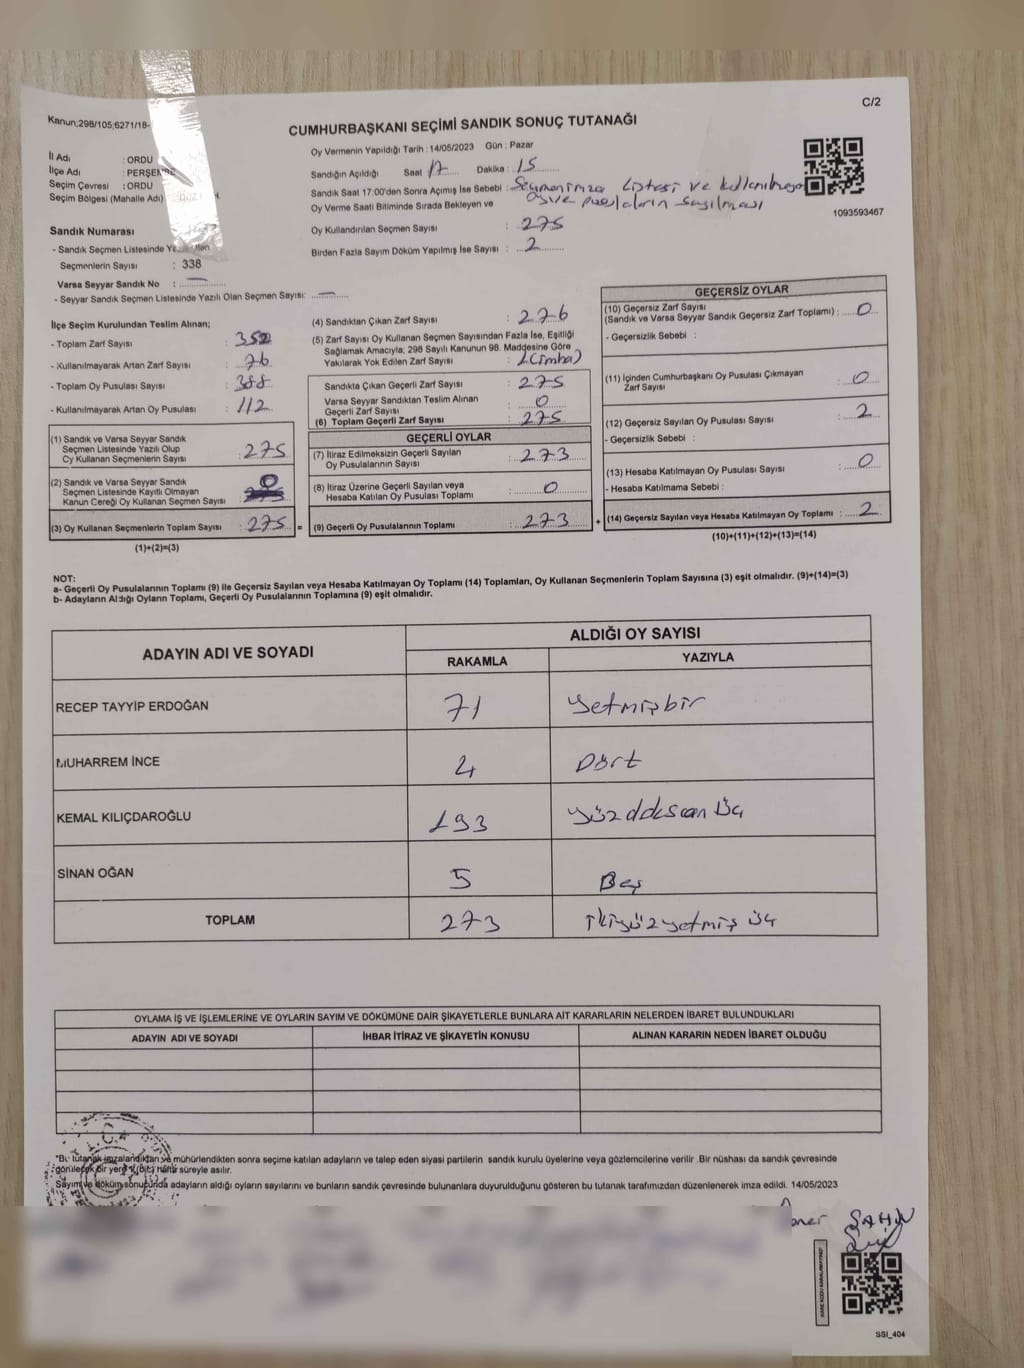 C/2
Kanun;298/105;6271/18-
CUMHURBAŞKANI SEÇİMİ SANDIK SONUÇ TUTANAĞI
İl Adı : ORDU
İlçe Adı : PERŞEMBE
Seçim Çevresi : ORDU
Seçim Bölgesi (Mahalle Adı)
Oy Vermenin Yapıldığı Tarih : 14/05/2023 Gün : Pazar
Sandığın Açıldığı Saat 17 Dakika : 15
Sandık Saat 17:00'den Sonra Açımış İse Sebebi : Seçmen imza listesi ve kullanılmayan
Oy Verme Saati Bitiminde Sırada Bekleyen ve oy ve pusulaların sayılması
Oy Kullandırılan Seçmen Sayısı : 275
Birden Fazla Sayım Döküm Yapılmış İse Sayısı : 2
1093593467
Sandık Numarası
- Sandık Seçmen Listesinde
Seçmenlerin Sayısı : 338
Varsa Seyyar Sandık No : —
- Seyyar Sandık Seçmen Listesinde Yazılı Olan Seçmen Sayısı: —
İlçe Seçim Kurulundan Teslim Alınan;
- Toplam Zarf Sayısı : 352
- Kullanılmayarak Artan Zarf Sayısı : 76
- Toplam Oy Pusulası Sayısı : 388
- Kullanılmayarak Artan Oy Pusulası : 112
(1) Sandık ve Varsa Seyyar Sandık
Seçmen Listesinde Yazılı Olup
Oy Kullanan Seçmenlerin Sayısı : 275
(2) Sandık ve Varsa Seyyar Sandık
Seçmen Listesinde Kayıtlı Olmayan
Kanun Gereği Oy Kullanan Seçmen Sayısı : 0
(3) Oy Kullanan Seçmenlerin Toplam Sayısı : 275 =
(1)+(2)=(3)
(4) Sandıktan Çıkan Zarf Sayısı : 276
(5) Zarf Sayısı Oy Kullanan Seçmen Sayısından Fazla İse, Eşitliği
Sağlamak Amacıyla; 298 Sayılı Kanunun 98. Maddesine Göre
Yakılarak Yok Edilen Zarf Sayısı : 1 (imha)
Sandıkta Çıkan Geçerli Zarf Sayısı : 275
Varsa Seyyar Sandıktan Teslim Alınan
Geçerli Zarf Sayısı : 0
(6) Toplam Geçerli Zarf Sayısı : 275
GEÇERLİ OYLAR
(7) İtiraz Edilmeksizin Geçerli Sayılan
Oy Pusulalarının Sayısı : 273
(8) İtiraz Üzerine Geçerli Sayılan veya
Hesaba Katılan Oy Pusulası Toplamı : 0
(9) Geçerli Oy Pusulalarının Toplamı : 273 +
GEÇERSİZ OYLAR
(10) Geçersiz Zarf Sayısı
(Sandık ve Varsa Seyyar Sandık Geçersiz Zarf Toplamı) : 0
- Geçersizlik Sebebi :
(11) İçinden Cumhurbaşkanı Oy Pusulası Çıkmayan
Zarf Sayısı : 0
(12) Geçersiz Sayılan Oy Pusulası Sayısı : 2
- Geçersizlik Sebebi :
(13) Hesaba Katılmayan Oy Pusulası Sayısı : 0
- Hesaba Katılmama Sebebi :
(14) Geçersiz Sayılan veya Hesaba Katılmayan Oy Toplamı : 2
(10)+(11)+(12)+(13)=(14)
NOT:
a- Geçerli Oy Pusulalarının Toplamı (9) ile Geçersiz Sayılan veya Hesaba Katılmayan Oy Toplamı (14) Toplamları, Oy Kullanan Seçmenlerin Toplam Sayısına (3) eşit olmalıdır. (9)+(14)=(3)
b- Adayların Aldığı Oyların Toplamı, Geçerli Oy Pusulalarının Toplamına (9) eşit olmalıdır.
ADAYIN ADI VE SOYADI ALDIĞI OY SAYISI
RAKAMLA YAZIYLA
RECEP TAYYİP ERDOĞAN 71 Yetmişbir
MUHARREM İNCE 4 Dört
KEMAL KILIÇDAROĞLU 193 yüz doksan üç
SİNAN OĞAN 5 Beş
TOPLAM 273 ikiyüzyetmiş üç
OYLAMA İŞ VE İŞLEMLERİNE VE OYLARIN SAYIM VE DÖKÜMÜNE DAİR ŞİKAYETLERLE BUNLARA AİT KARARLARIN NELERDEN İBARET BULUNDUKLARI
ADAYIN ADI VE SOYADI İHBAR İTİRAZ VE ŞİKAYETİN KONUSU ALINAN KARARIN NEDEN İBARET OLDUĞU
*Bu tutanak imzalandıktan ve mühürlendikten sonra seçime katılan adayların ve talep eden siyasi partilerin sandık kurulu üyelerine veya gözlemcilerine verilir .Bir nüshası da sandık çevresinde
görülecek bir yere 1 (Bir) hafta süreyle asılır.
Sayım ve döküm sonucunda adayların aldığı oyların sayılarını ve bunların sandık çevresinde bulunanlara duyurulduğunu gösteren bu tutanak tarafımızdan düzenlenerek imza edildi. 14/05/2023
ŞAHİN
SSI_404